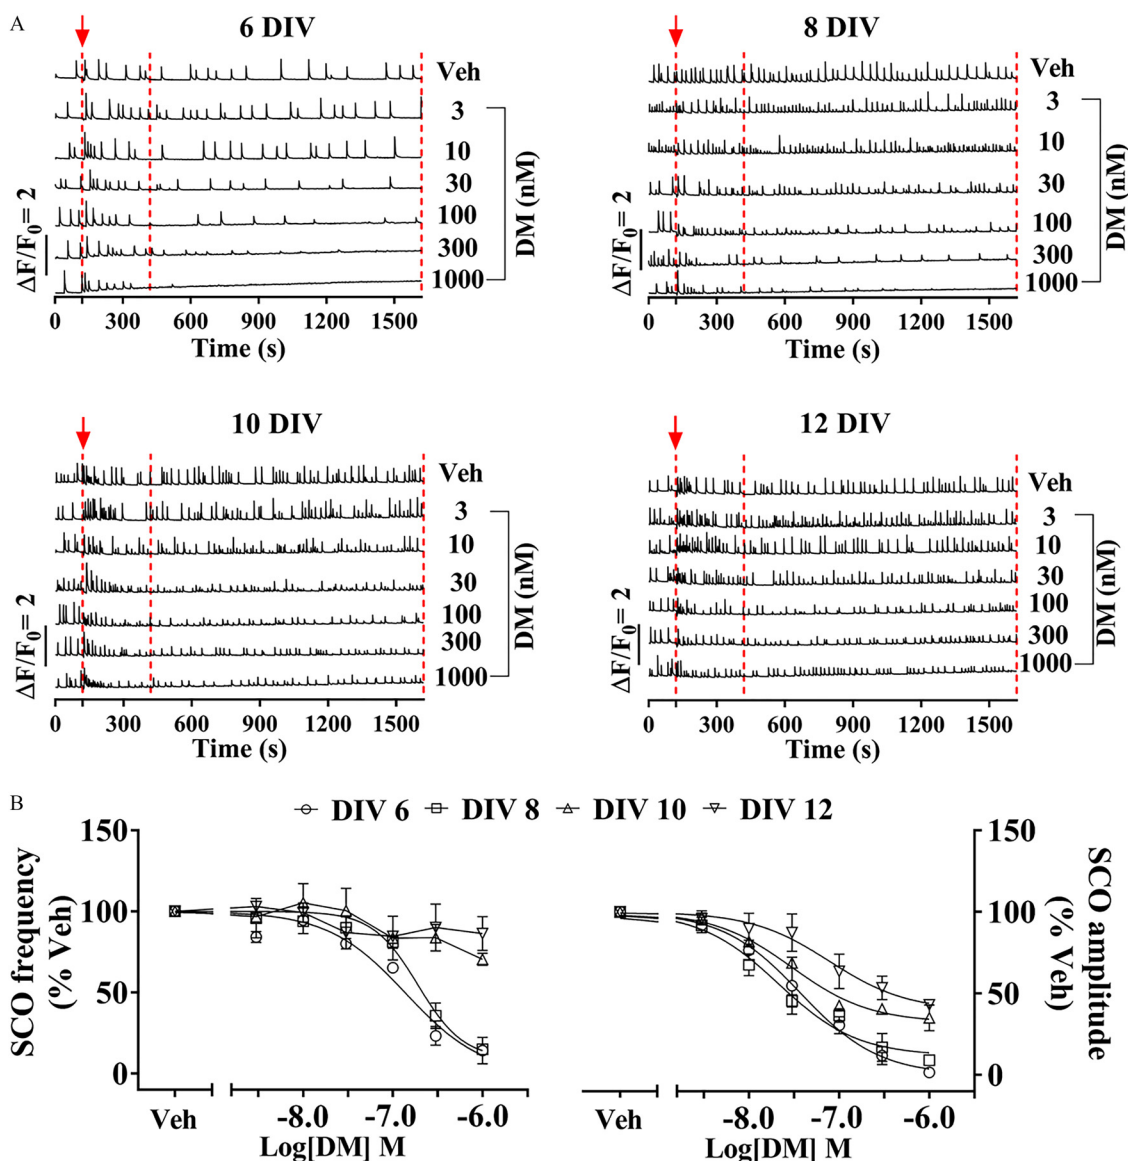 A
6 DIV
Veh
3
10
30
100
300
1000
DM (nM)
ΔF/F0= 2
0 300 600 900 1200 1500
Time (s)
8 DIV
Veh
3
10
30
100
300
1000
DM (nM)
ΔF/F0= 2
0 300 600 900 1200 1500
Time (s)
10 DIV
Veh
3
10
30
100
300
1000
DM (nM)
ΔF/F0= 2
0 300 600 900 1200 1500
Time (s)
12 DIV
Veh
3
10
30
100
300
1000
DM (nM)
ΔF/F0= 2
0 300 600 900 1200 1500
Time (s)
B
DIV 6 DIV 8 DIV 10 DIV 12
SCO frequency
(% Veh)
150
100
50
0
Veh -8.0 -7.0 -6.0
Log[DM] M
150
100
50
0
SCO amplitude
(% Veh)
Veh -8.0 -7.0 -6.0
Log[DM] M